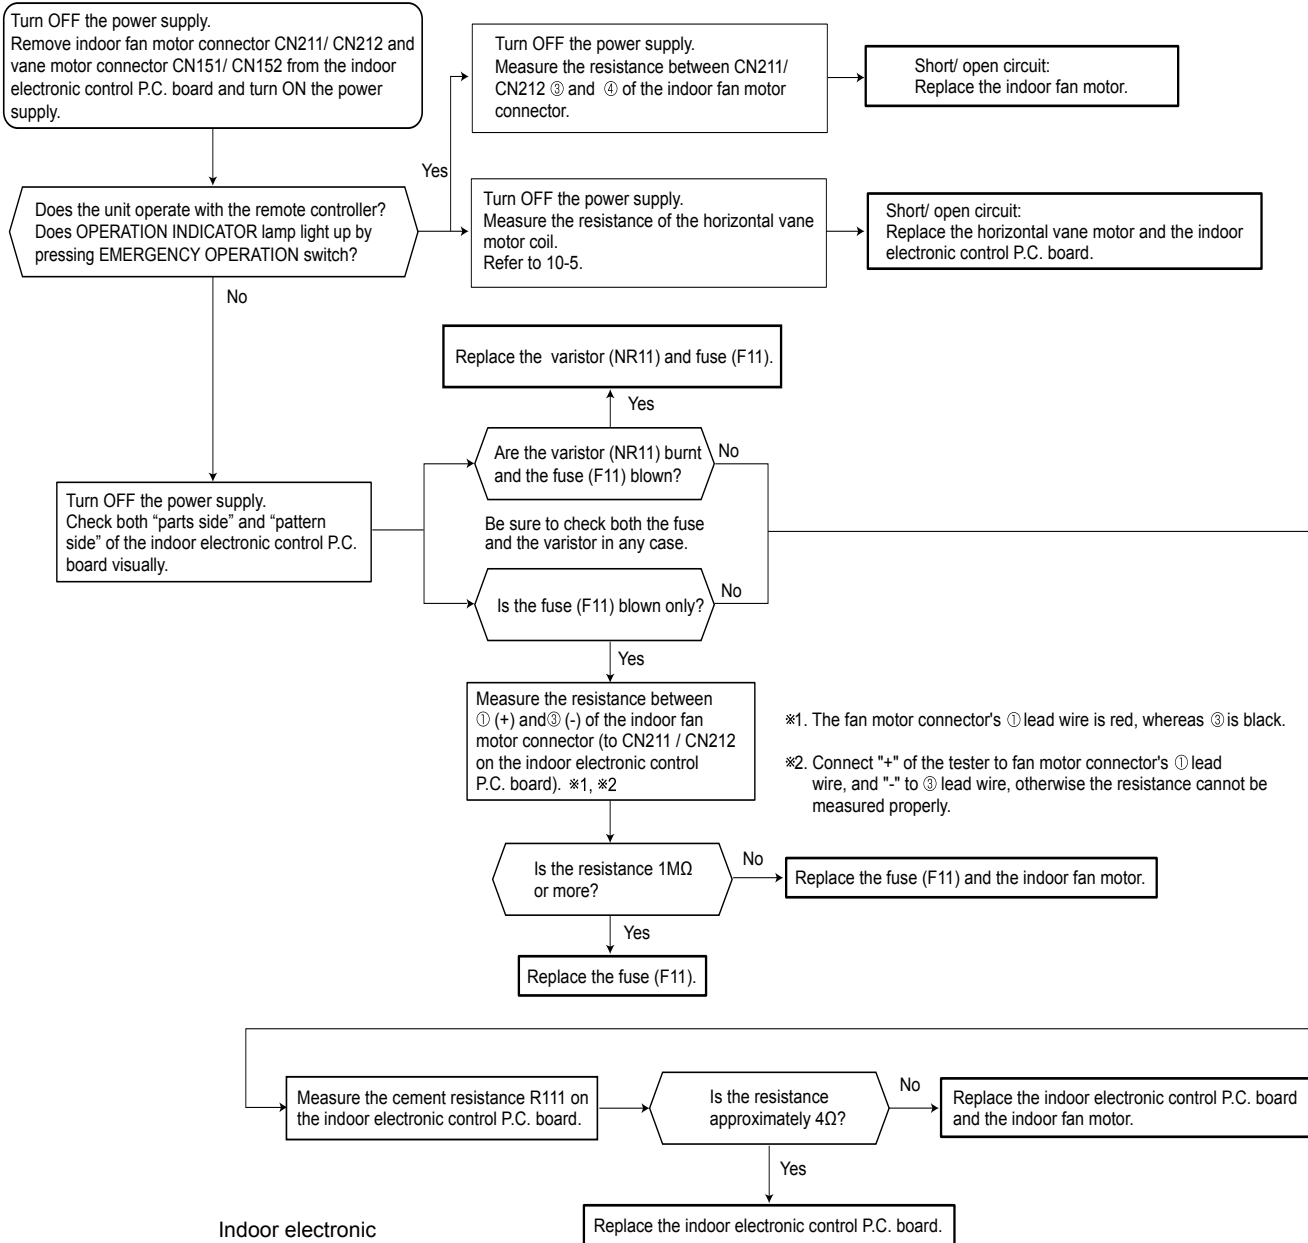 Turn OFF the power supply.
Remove indoor fan motor connector CN211/ CN212 and
vane motor connector CN151/ CN152 from the indoor
electronic control P.C. board and turn ON the power
supply.
Turn OFF the power supply.
Measure the resistance between CN211/
CN212 ③ and ④ of the indoor fan motor
connector.
Short/ open circuit:
Replace the indoor fan motor.
Yes
Does the unit operate with the remote controller?
Does OPERATION INDICATOR lamp light up by
pressing EMERGENCY OPERATION switch?
Turn OFF the power supply.
Measure the resistance of the horizontal vane
motor coil.
Refer to 10-5.
Short/ open circuit:
Replace the horizontal vane motor and the indoor
electronic control P.C. board.
No
Replace the varistor (NR11) and fuse (F11).
Yes
Are the varistor (NR11) burnt
and the fuse (F11) blown?
No
Turn OFF the power supply.
Check both “parts side” and “pattern
side” of the indoor electronic control P.C.
board visually.
Be sure to check both the fuse
and the varistor in any case.
Is the fuse (F11) blown only?
No
Yes
Measure the resistance between
① (+) and③ (-) of the indoor fan
motor connector (to CN211 / CN212
on the indoor electronic control
P.C. board). ※1, ※2
※1. The fan motor connector's ① lead wire is red, whereas ③ is black.
※2. Connect "+" of the tester to fan motor connector's ① lead
wire, and "-" to ③ lead wire, otherwise the resistance cannot be
measured properly.
Is the resistance 1MΩ
or more?
No
Replace the fuse (F11) and the indoor fan motor.
Yes
Replace the fuse (F11).
Measure the cement resistance R111 on
the indoor electronic control P.C. board.
Is the resistance
approximately 4Ω?
No
Replace the indoor electronic control P.C. board
and the indoor fan motor.
Yes
Replace the indoor electronic control P.C. board.
Indoor electronic